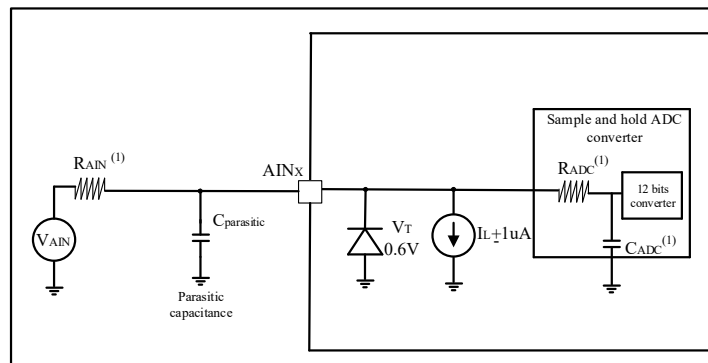 Sample and hold ADC
converter
RAIN(1)
AINX
RADC(1)
12 bits
converter
Cparasitic
VAIN
VT
0.6V
IL±1uA
CADC(1)
Parasitic
capacitance